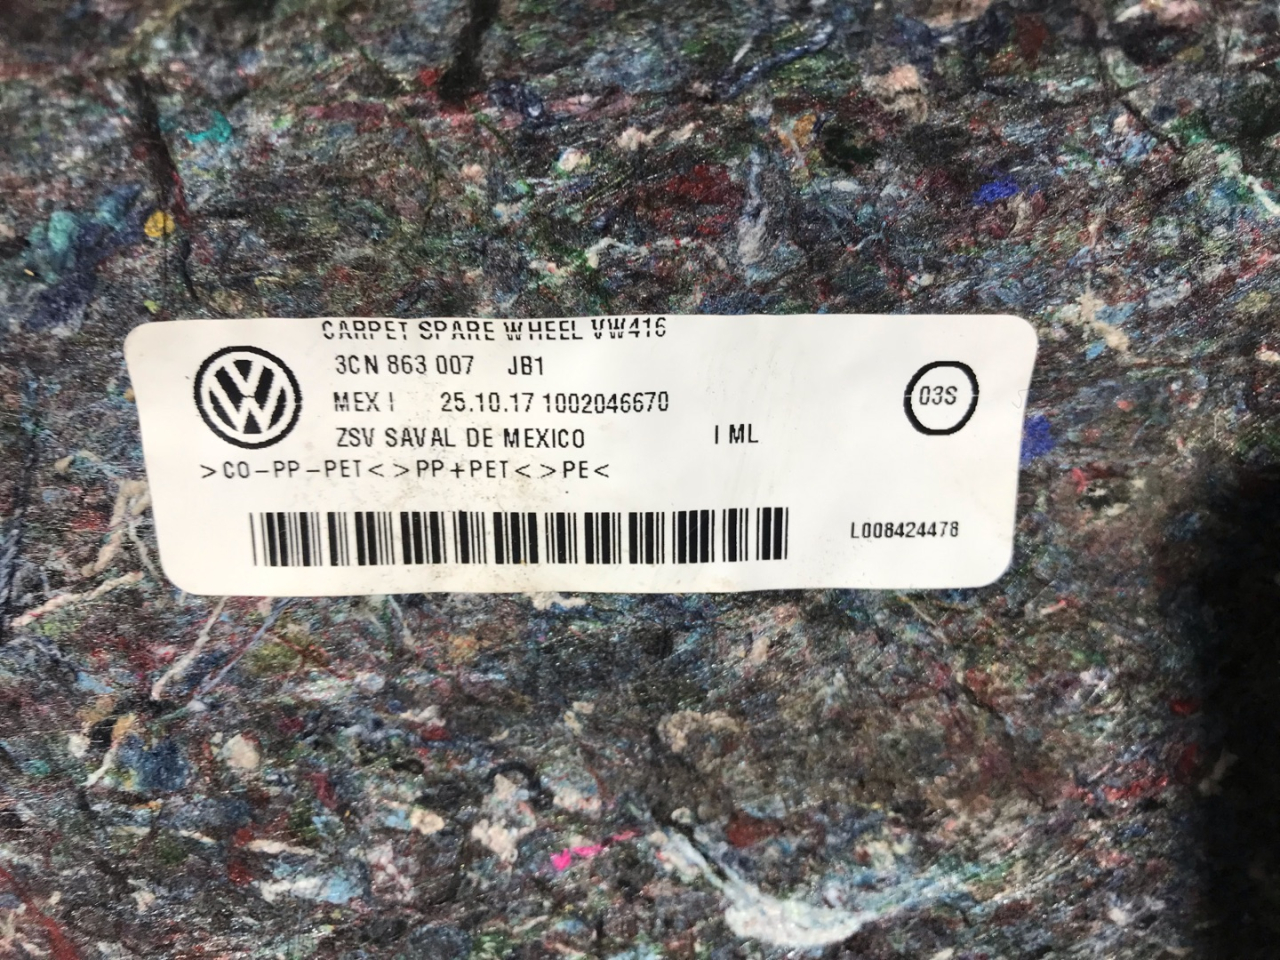 CARPET SPARE WHEEL VW416
3CN 863 007 JB1
03S
MEX I 25.10.17 1002046670
ZSV SAVAL DE MEXICO I ML
>CO-PP-PET< >PP+PET< >PE<
L008424478